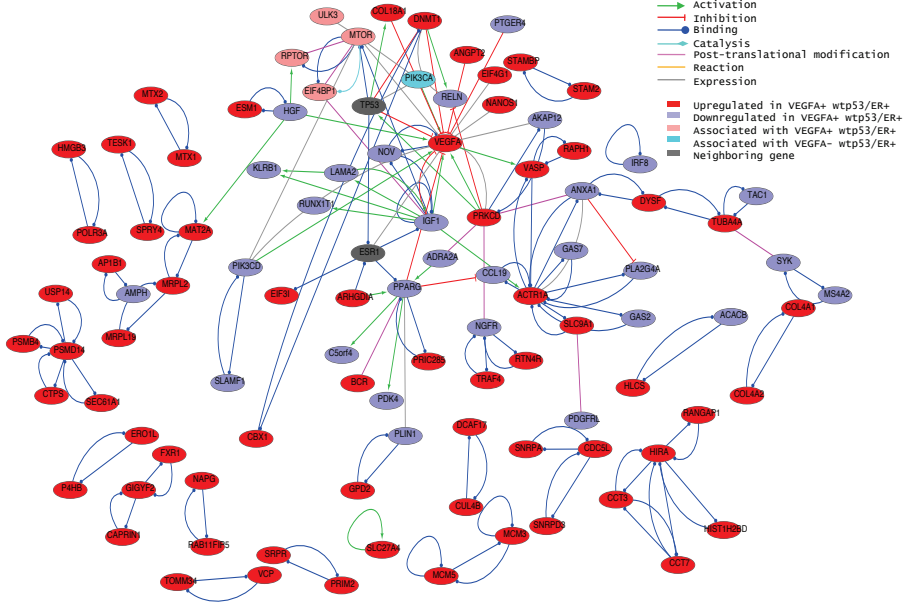 Activation
Inhibition
Binding
Catalysis
Post-translational modification
Reaction
Expression
Upregulated in VEGFA+ wtp53/ER+
Downregulated in VEGFA+ wtp53/ER+
Associated with VEGFA+ wtp53/ER+
Associated with VEGFA- wtp53/ER+
Neighboring gene
ULK3
COL18A1
DNMT1
PTGER4
MTOR
RPTOR
ANGPT2
STAMBP
EIF4G1
PIK3CA
EIF4BP1
STAM2
MTX2
RELN
NANOS1
ESM1
HGF
TP53
AKAP12
VEGFA
HMGB3
TESK1
MTX1
NOV
RAPH1
IRF8
KLRB1
LAMA2
VASP
ANXA1
TAC1
DYSF
RUNX1T1
IGF1
PRKCD
TUBA4A
POLR3A
SPRY4
MAT2A
ESR1
ADRA2A
GAS7
AP1B1
PIK3CD
CCL19
PLA2G4A
SYK
MRPL2
PPARG
USP14
AMPH
EIF3I
ARHGDIA
ACTR1A
MS4A2
COL4A1
GAS2
ACACB
SLC9A1
NGFR
MRPL19
PSMB4
PSMD14
C5orf4
PRIC285
RTN4R
SLAMF1
BCR
TRAF4
HLCS
CTPS
SEC61A1
PDK4
COL4A2
RANGAP1
PDGFRL
DCAF17
ERO1L
PLIN1
CBX1
SNRPA
CDC5L
FXR1
HIRA
NAPG
P4HB
GIGYF2
GPD2
CCT3
CUL4B
SNRPD3
HIST1H2BD
CAPRIN1
MCM3
RAB11FIP5
SLC27A4
SRPR
CCT7
VCP
TOMM34
PRIM2
MCM5